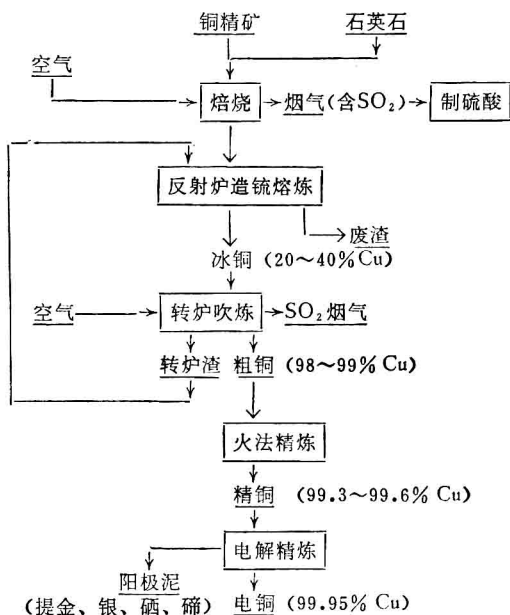 铜精矿 石英石
空气
焙烧 烟气(含SO₂) 制硫酸
反射炉造锍熔炼
废渣
冰铜 (20~40% Cu)
空气 转炉吹炼 SO₂烟气
转炉渣 粗铜 (98~99% Cu)
火法精炼
精铜 (99.3~99.6% Cu)
电解精炼
阳极泥
(提金、银、硒、碲) 电铜 (99.95% Cu)